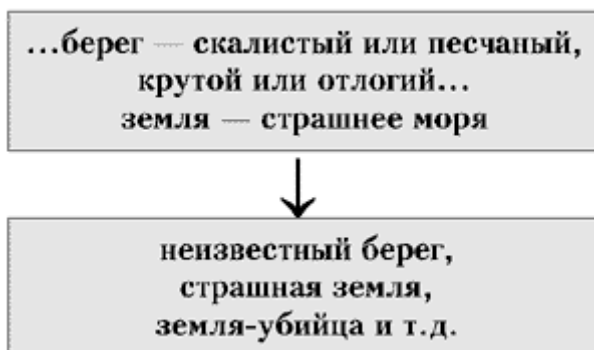 ...берег — скалистый или песчаный,
крутой или отлогий...
земля — страшнее моря
неизвестный берег,
страшная земля,
земля-убийца и т.д.